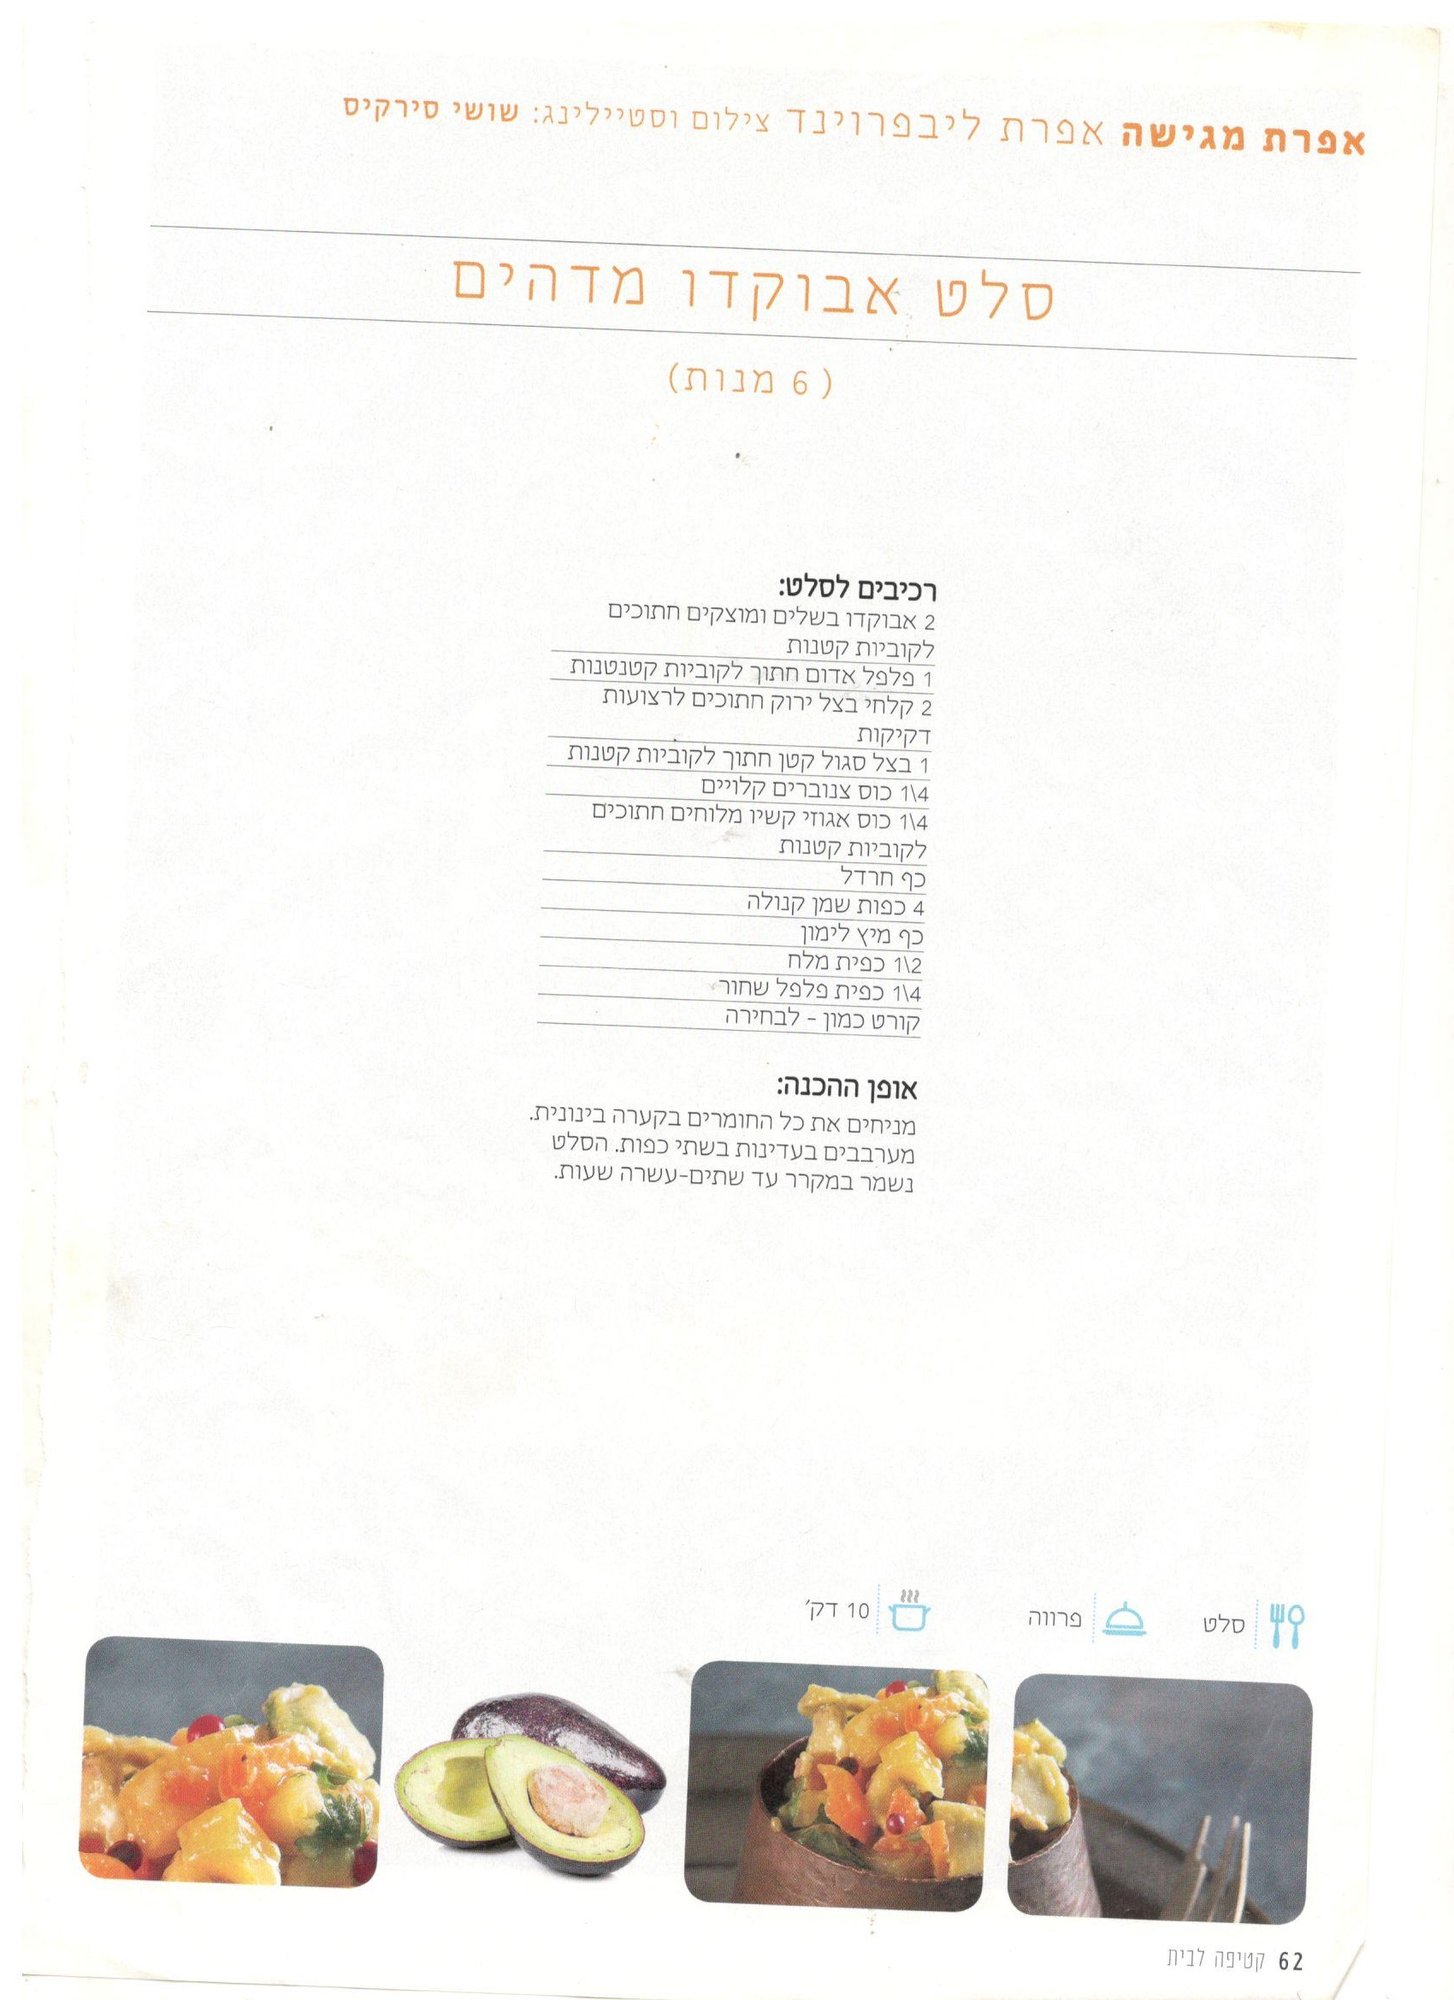 אפרת מגישה אפרת ליבפרוינד צילום וסטיילינג: שושי סירקיס
סלט אבוקדו מדהים
(6 מנות)
רכיבים לסלט:
2 אבוקדו בשלים ומוצקים חתוכים
לקוביות קטנות
1 פלפל אדום חתוך לקוביות קטנטנות
2 קלחי בצל ירוק חתוכים לרצועות
דקיקות
1 בצל סגול קטן חתוך לקוביות קטנות
1\4 כוס צנוברים קלויים
1\4 כוס אגוזי קשיו מלוחים חתוכים
לקוביות קטנות
כף חרדל
4 כפות שמן קנולה
כף מיץ לימון
1\2 כפית מלח
1\4 כפית פלפל שחור
קורט כמון - לבחירה
אופן ההכנה:
מניחים את כל החומרים בקערה בינונית.
מערבבים בעדינות בשתי כפות. הסלט
נשמר במקרר עד שתים-עשרה שעות.
סלט פרווה 10 דק'
62 קטיפה לבית